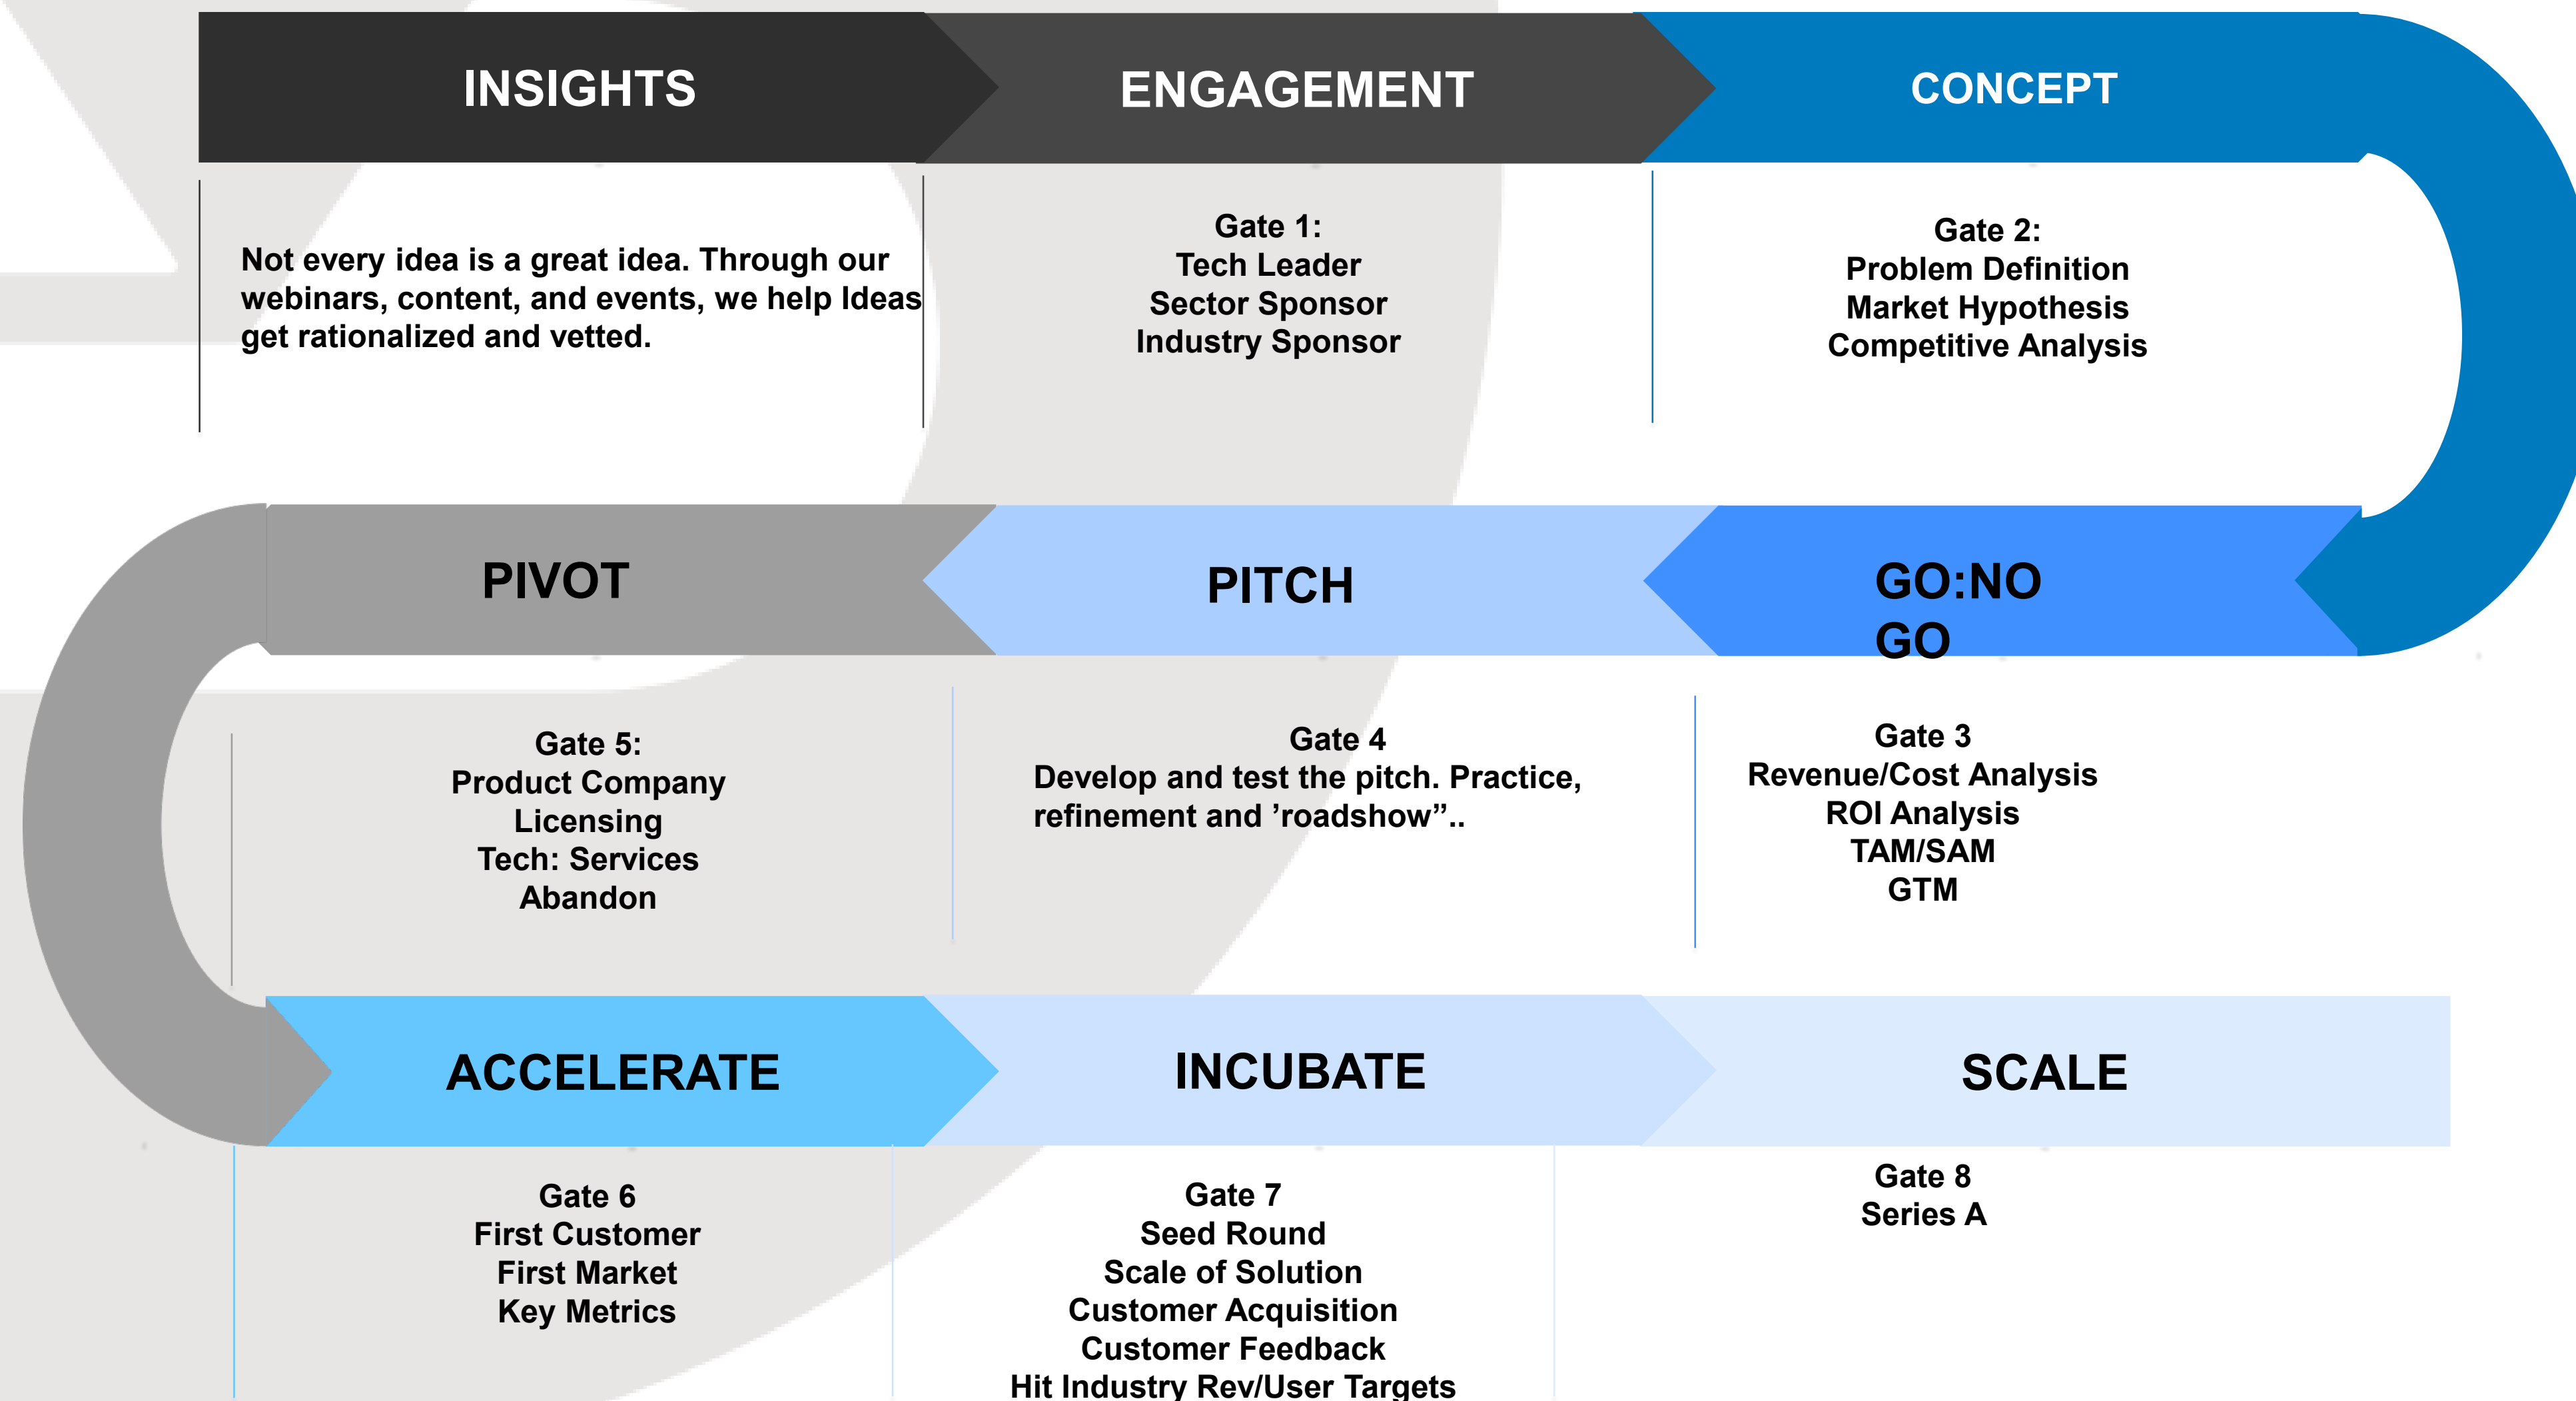 INSIGHTS
ENGAGEMENT
CONCEPT
Not every idea is a great idea. Through our
webinars, content, and events, we help Ideas
get rationalized and vetted.
Gate 1:
Tech Leader
Sector Sponsor
Industry Sponsor
Gate 2:
Problem Definition
Market Hypothesis
Competitive Analysis
GO:NO
GO
PITCH
PIVOT
Gate 3
Revenue/Cost Analysis
ROI Analysis
TAM/SAM
GTM
Gate 4
Develop and test the pitch. Practice,
refinement and ’roadshow”..
Gate 5:
Product Company
Licensing
Tech: Services
Abandon
ACCELERATE
INCUBATE
SCALE
Gate 6
First Customer
First Market
Key Metrics
Gate 7
Seed Round
Scale of Solution
Customer Acquisition
Customer Feedback
Hit Industry Rev/User Targets
Gate 8
Series A